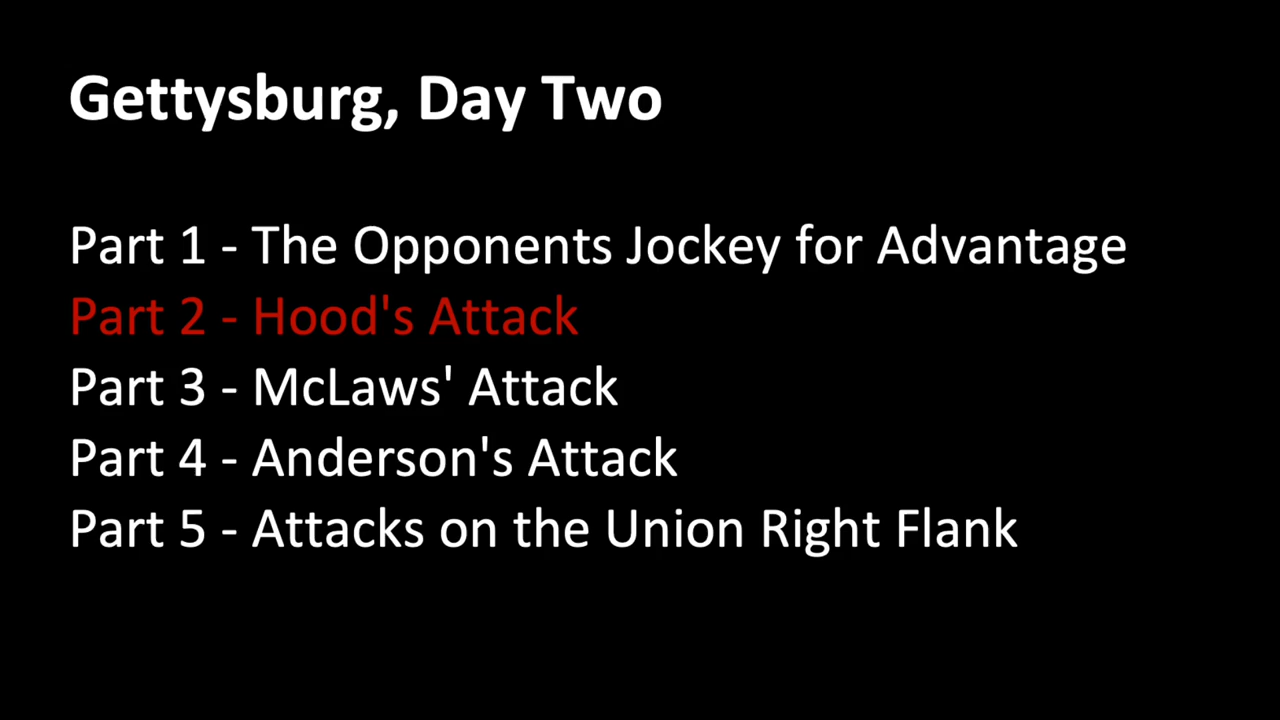 Gettysburg, Day Two
Part 1 - The Opponents Jockey for Advantage
Part 2 - Hood's Attack
Part 3 - McLaws' Attack
Part 4 - Anderson's Attack
Part 5 - Attacks on the Union Right Flank